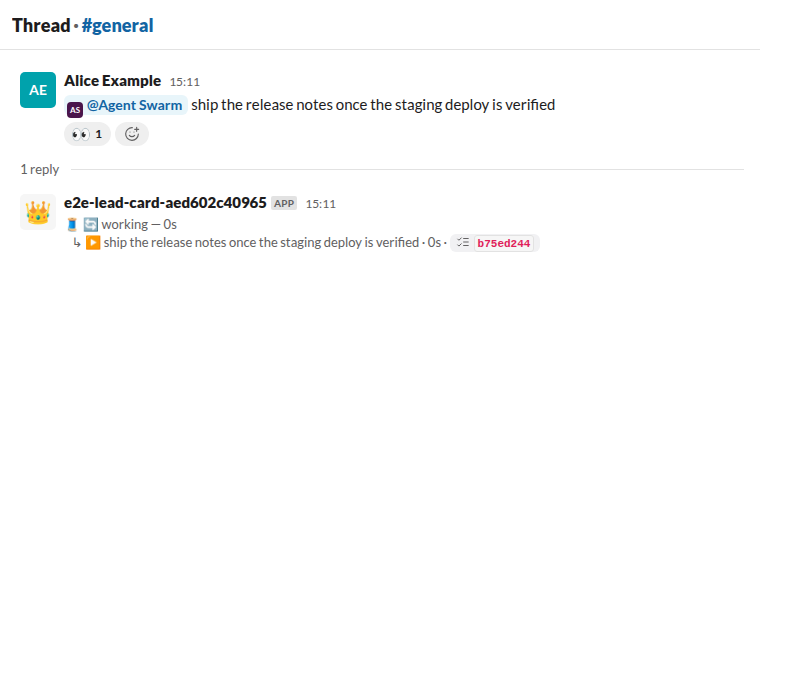 Thread • #general
AE
Alice Example 15:11
AS @Agent Swarm ship the release notes once the staging deploy is verified
👀 1
1 reply
e2e-lead-card-aed602c40965 APP 15:11
🧵 🔄 working — 0s
↳ ▶️ ship the release notes once the staging deploy is verified · 0s · b75ed244